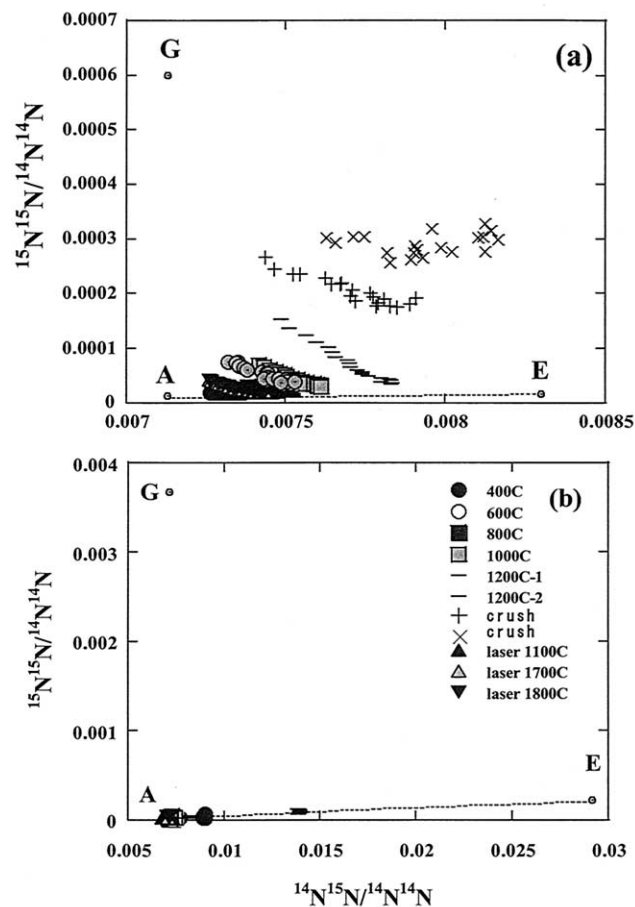 0.0007
G
(a)
0.0006
0.0005
0.0004
0.0003
0.0002
0.0001
A
E
0
0.007
0.0075
0.008
0.0085
¹⁵N¹⁵N/¹⁴N¹⁴N
0.004
G
(b)
400C
600C
800C
1000C
1200C-1
1200C-2
crush
crush
laser 1100C
laser 1700C
laser 1800C
0.003
0.002
0.001
A
E
0
0.005
0.01
0.015
0.02
0.025
0.03
¹⁵N¹⁵N/¹⁴N¹⁴N
¹⁴N¹⁵N/¹⁴N¹⁴N